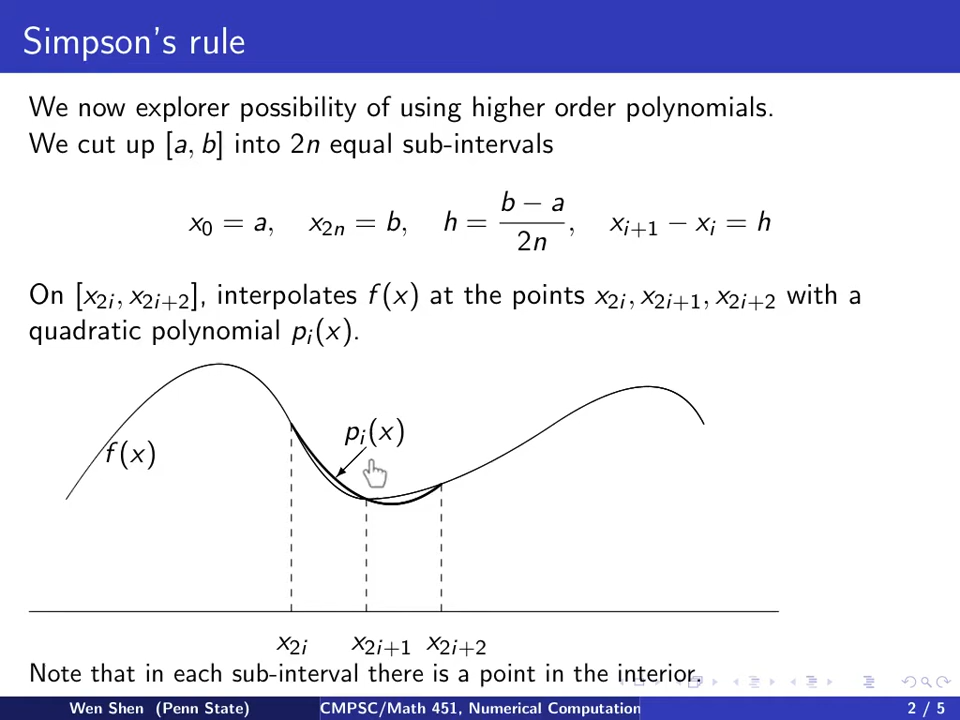 Simpson's rule
We now explorer possibility of using higher order polynomials.
We cut up [a, b] into 2n equal sub-intervals
x₀ = a,   x₂ₙ = b,   h = (b − a)/2n,   xᵢ₊₁ − xᵢ = h
On [x₂ᵢ, x₂ᵢ₊₂], interpolates f(x) at the points x₂ᵢ, x₂ᵢ₊₁, x₂ᵢ₊₂ with a
quadratic polynomial pᵢ(x).
pᵢ(x)
f(x)
x₂ᵢ x₂ᵢ₊₁ x₂ᵢ₊₂
Note that in each sub-interval there is a point in the interior.
Wen Shen (Penn State) CMPSC/Math 451, Numerical Computation 2 / 5